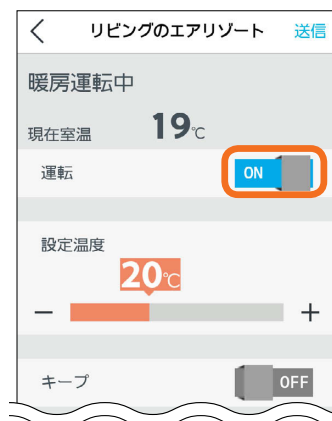 リビングのエアリゾート 送信
暖房運転中
現在室温 19℃
運転 ON
設定温度
20℃
− +
キープ OFF